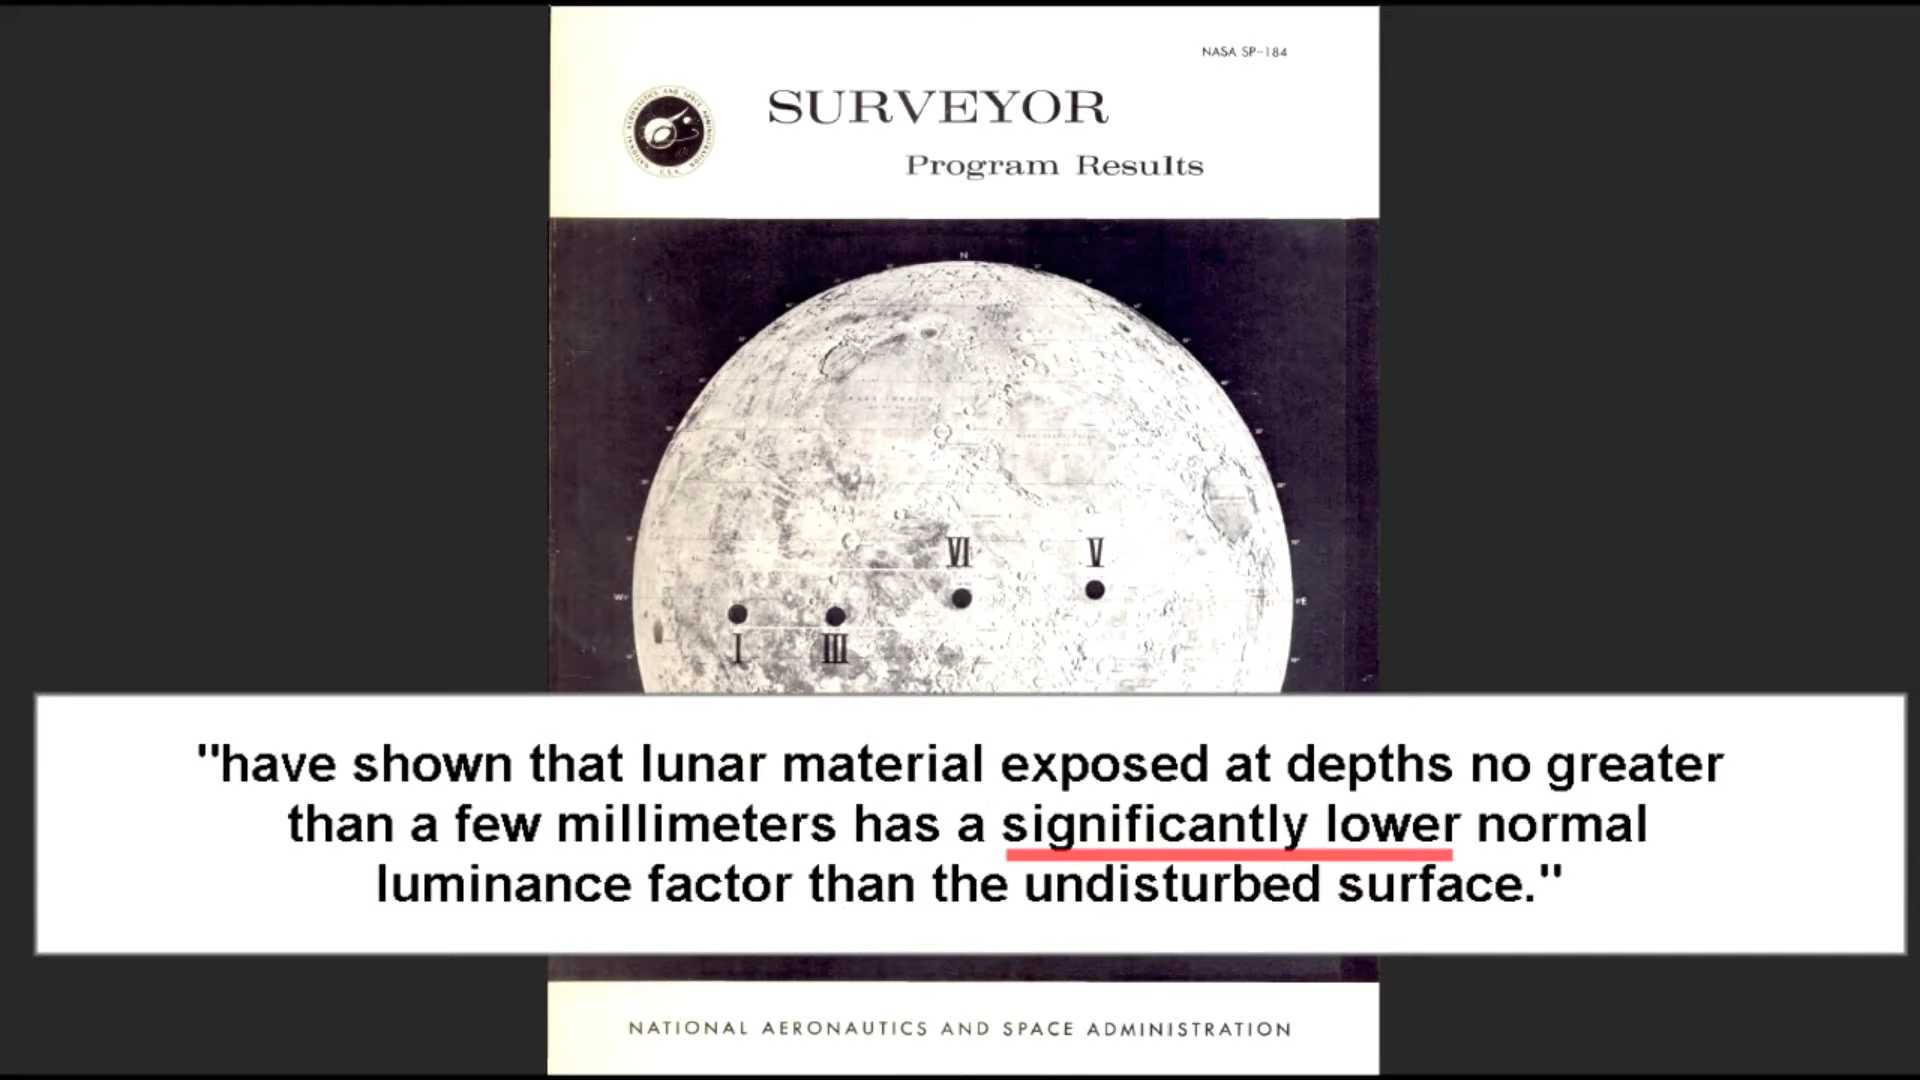 NASA SP-184
SURVEYOR
Program Results
N
VI
V
W
E
I
III
"have shown that lunar material exposed at depths no greater
than a few millimeters has a significantly lower normal
luminance factor than the undisturbed surface."
NATIONAL AERONAUTICS AND SPACE ADMINISTRATION